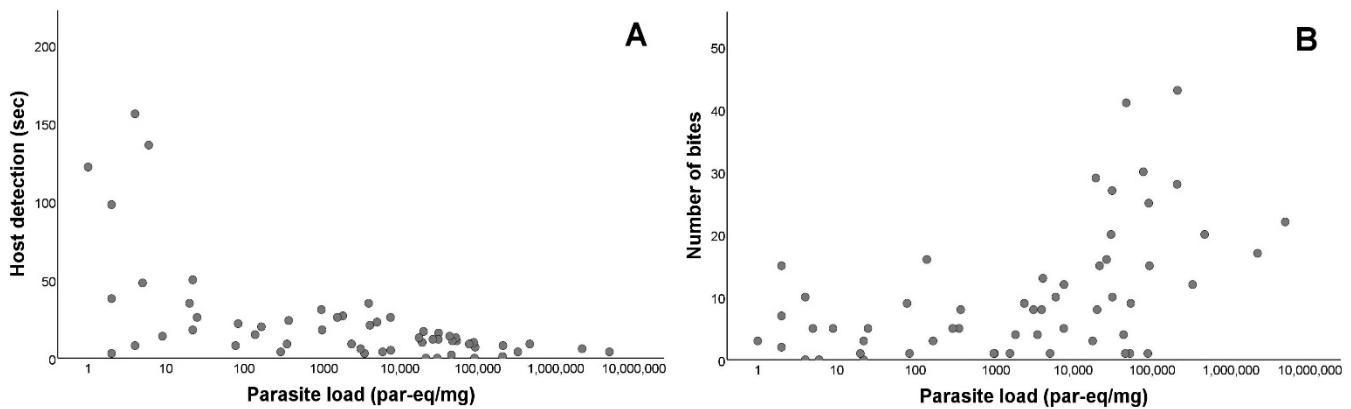 A
Host detection (sec)
200
150
100
50
0
1 10 100 1000 10,000 100,000 1,000,000 10,000,000
Parasite load (par-eq/mg)
B
Number of bites
50
40
30
20
10
0
1 10 100 1000 10,000 100,000 1,000,000 10,000,000
Parasite load (par-eq/mg)